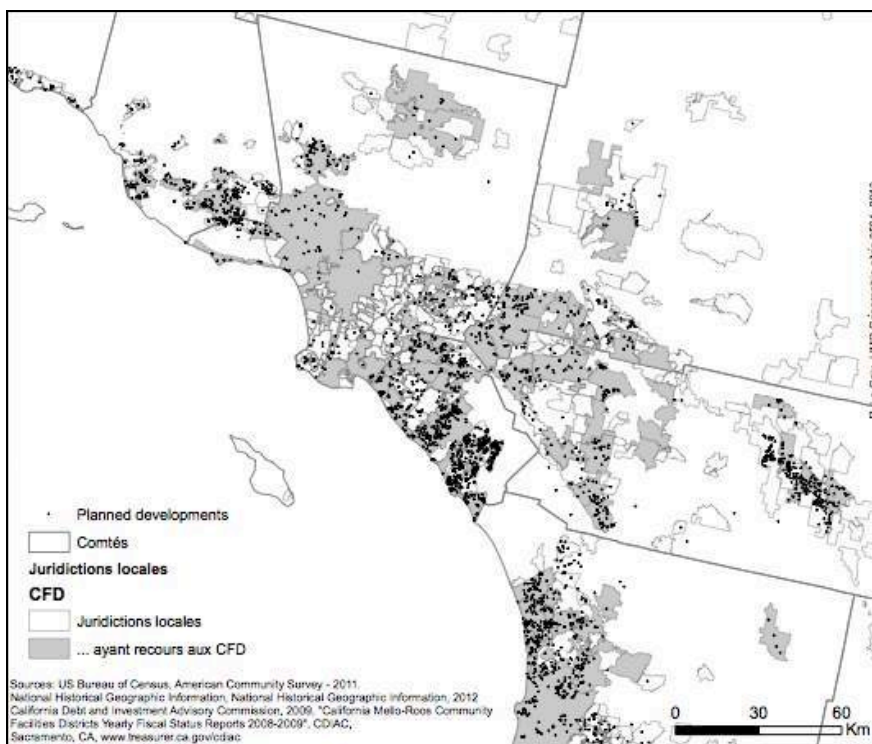 Planned developments
Comtés
Juridictions locales
CFD
Juridictions locales
... ayant recours aux CFD
Sources: US Bureau of Census, American Community Survey - 2011.
National Historical Geographic Information, National Historical Geographic Information, 2012
California Debt and Investment Advisory Commission, 2009, "California Mello-Roos Community
Facilities Districts Yearly Fiscal Status Reports 2008-2009", CDIAC,
Sacramento, CA, www.treasurer.ca.gov/cdiac
0 30 60
Km